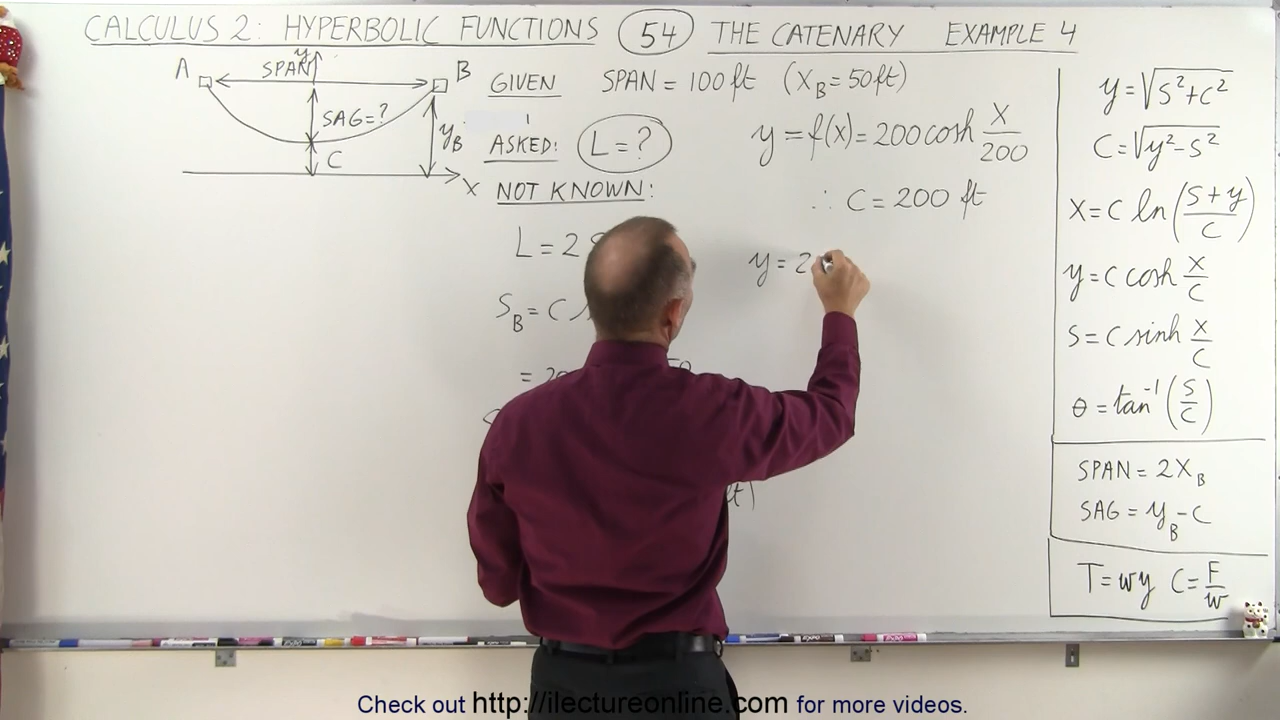 CALCULUS 2: HYPERBOLIC FUNCTIONS 54 THE CATENARY EXAMPLE 4
A SPAN y B
SAG=?
C
y_B
X
GIVEN SPAN = 100 ft (X_B = 50 ft)
ASKED: L = ?
NOT KNOWN:
L = 2
S_B = C
=
y = f(x) = 200 cosh X/200
∴ C = 200 ft
y = 2
ft)
y = √(S² + C²)
C = √(y² - S²)
X = C ln((S + y)/C)
y = C cosh X/C
S = C sinh X/C
θ = tan⁻¹(S/C)
SPAN = 2X_B
SAG = y_B - C
T = wy C = F/w
Check out http://ilectureonline.com for more videos.